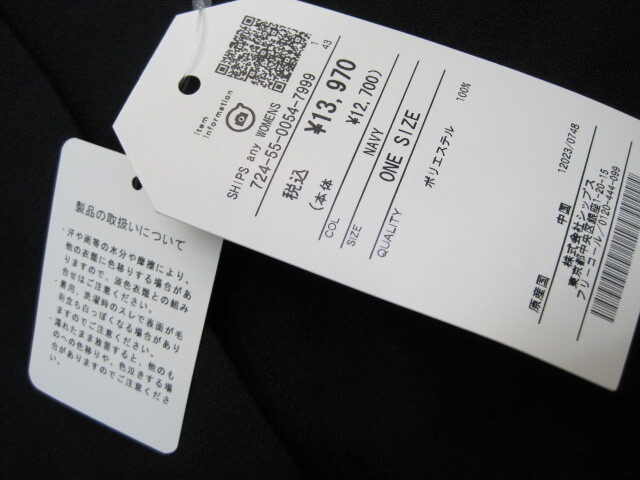 item
information
SHIPS any WOMENS
724-55-0054-7999
1
43
税込 ¥13,970
(本体 ¥12,700)
COL NAVY
SIZE ONE SIZE
QUALITY
ポリエステル 100%
12023/0748
原産国 中国
株式会社シップス
東京都中央区銀座1-20-15
フリーコール/0120-444-099
製品の取扱いについて
・汗や雨等の水分や摩擦により、
他の衣類に色移りする場合があ
りますので、淡色衣類との組み
合せはご注意ください。
・着用、洗濯時のスレで表面が毛
羽立ち白っぽくなる場合があり
ますのでご注意ください。
・濡れたまま放置すると、他のも
のへの色移りや、色泣きする場
合がありますのでご注意くださ
い。